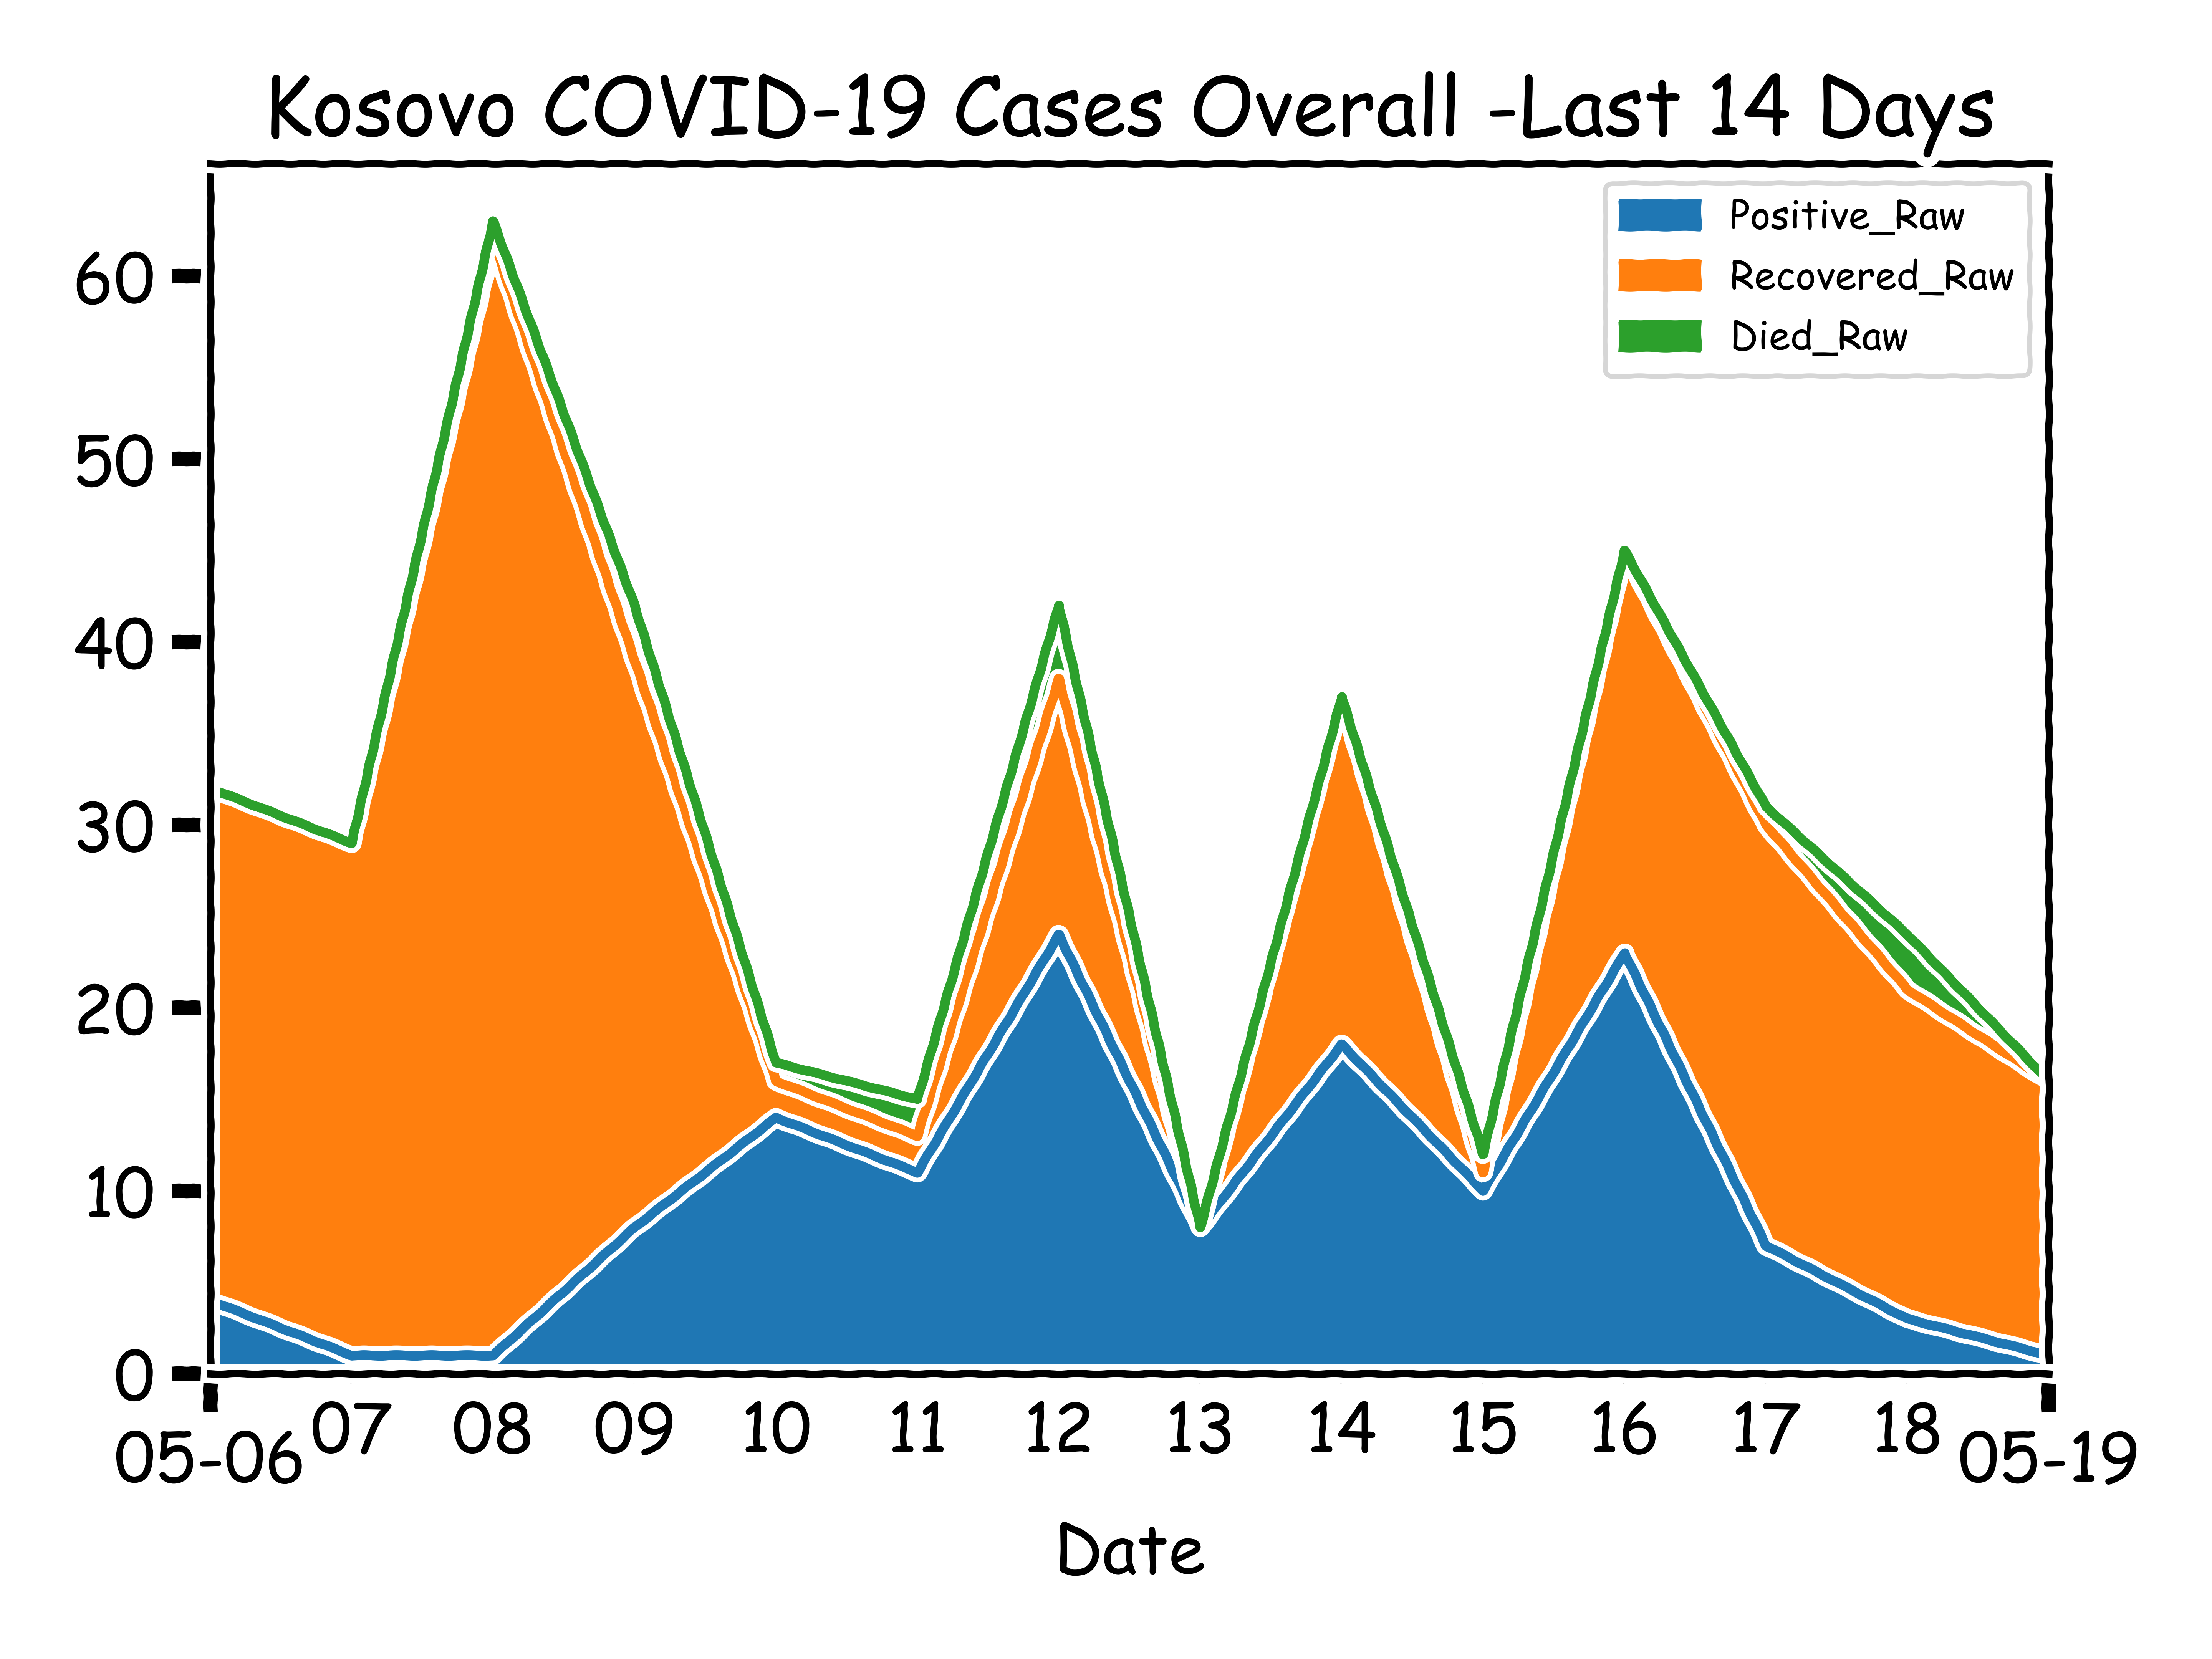 Kosovo COVID-19 Cases Overall -Last 14 Days
Positive_Raw
Recovered_Raw
Died_Raw
60
50
40
30
20
10
0
07 08 09 10 11 12 13 14 15 16 17 18
05-06 05-19
Date